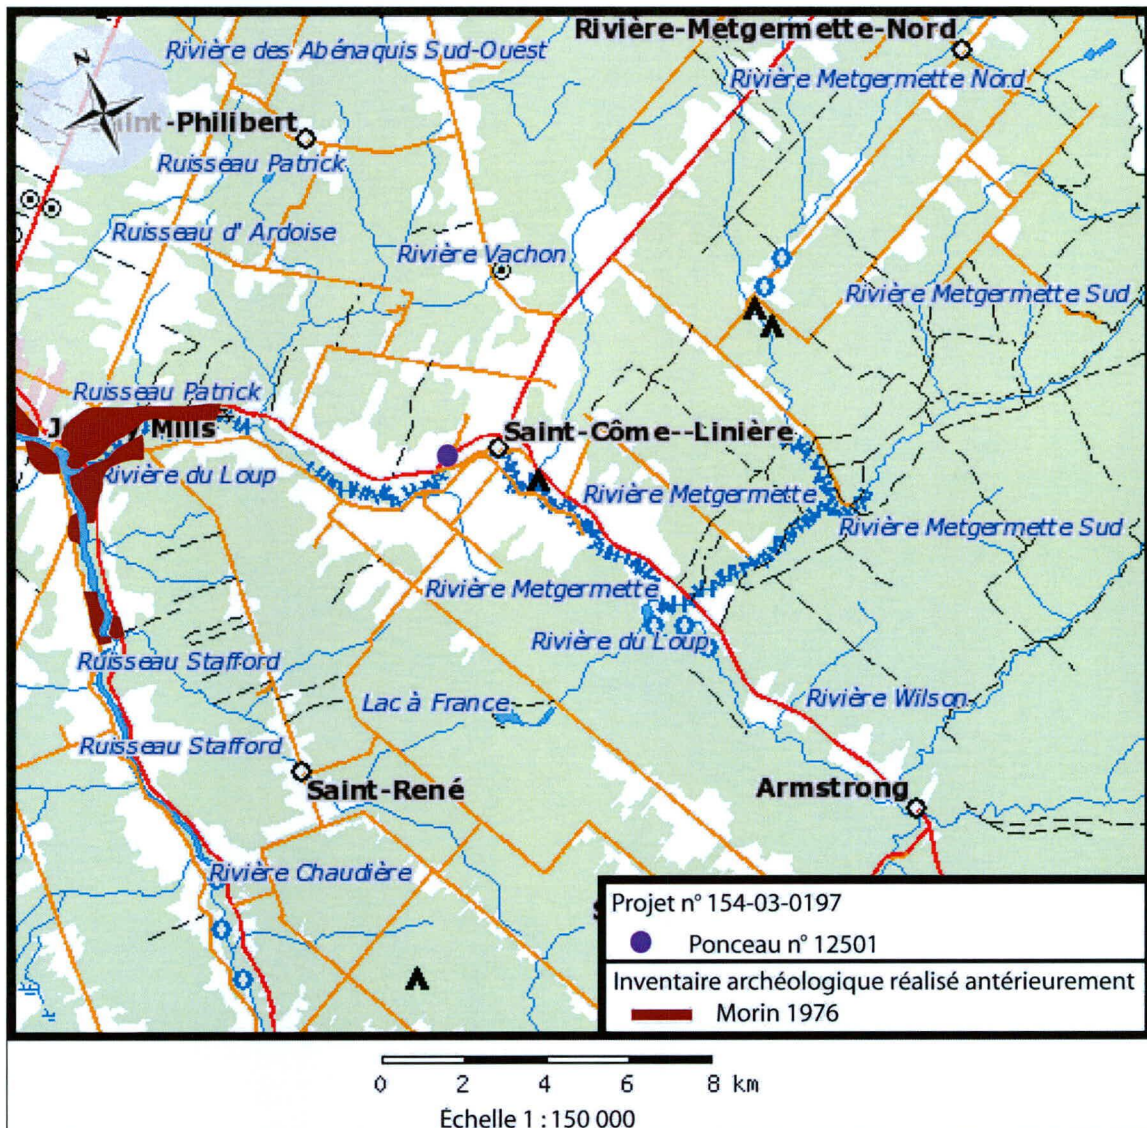 Rivière-Metgermette-Nord
Rivière des Abénaquis Sud-Ouest
Rivière Metgermette Nord
N
Saint-Philibert
Ruisseau Patrick
Ruisseau d' Ardoise
Rivière Vachon
Rivière Metgermette Sud
Ruisseau Patrick
J Mills
Saint-Côme--Linière
Rivière du Loup
Rivière Metgermette
Rivière Metgermette Sud
Rivière Metgermette
Rivière du Loup
Ruisseau Stafford
Lac à France
Rivière Wilson
Ruisseau Stafford
Saint-René
Armstrong
Rivière Chaudière
Projet n° 154-03-0197
Ponceau n° 12501
Inventaire archéologique réalisé antérieurement
Morin 1976
0 2 4 6 8 km
Échelle 1 : 150 000